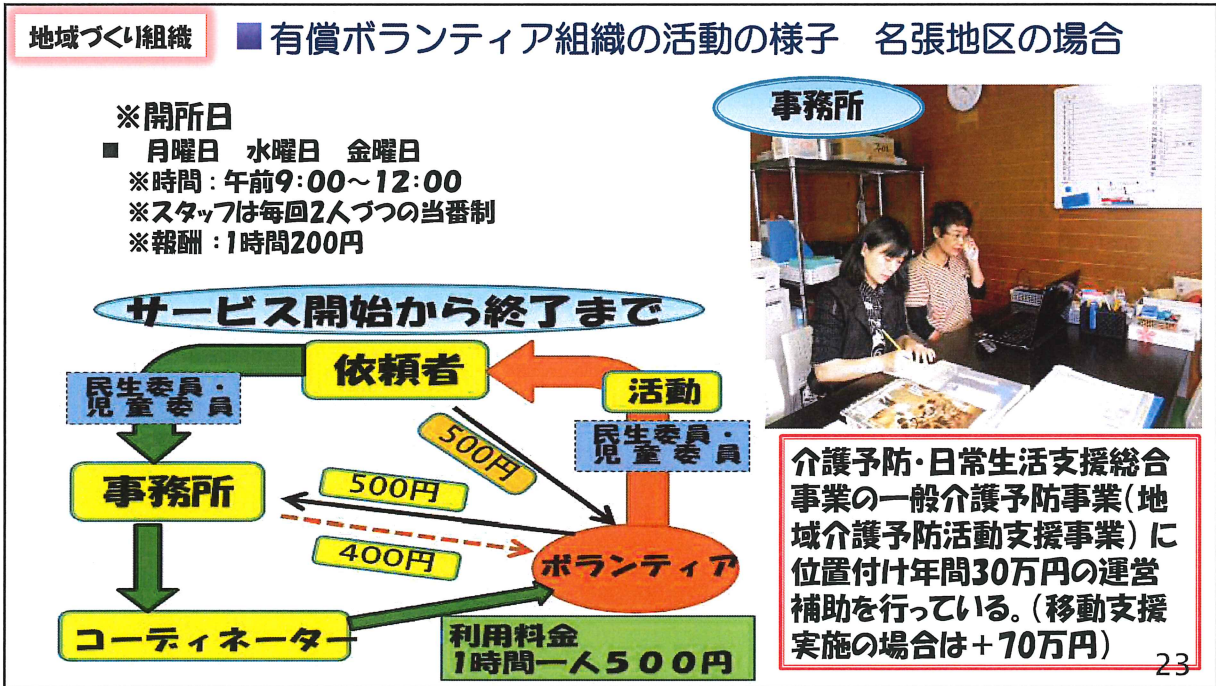 地域づくり組織
■有償ボランティア組織の活動の様子　名張地区の場合
※開所日
■　月曜日　水曜日　金曜日
※時間：午前9:00～12:00
※スタッフは毎回2人づつの当番制
※報酬：1時間200円
事務所
サービス開始から終了まで
依頼者
民生委員・
児童委員
活動
民生委員・
児童委員
500円
事務所
500円
400円
ボランティア
コーディネーター
利用料金
1時間一人500円
介護予防・日常生活支援総合
事業の一般介護予防事業（地
域介護予防活動支援事業）に
位置付け年間30万円の運営
補助を行っている。（移動支援
実施の場合は＋70万円）
23